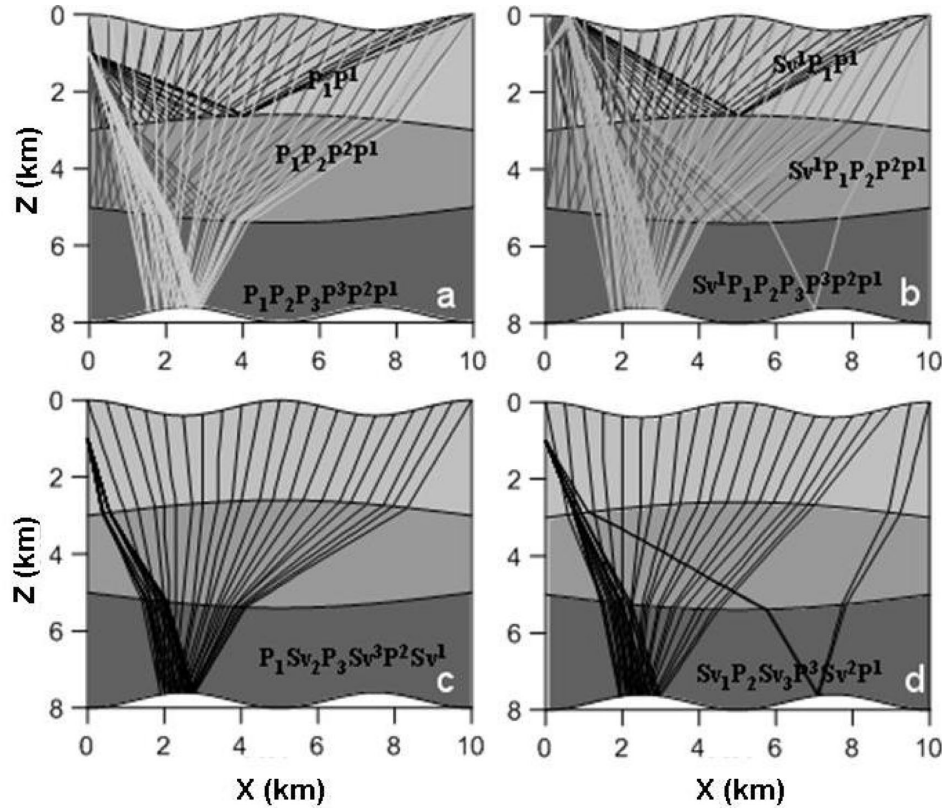 0
2
4
6
8
Z (km)
P₁P¹
P₁P₂P²P¹
P₁P₂P₃P³P²P¹
a
0 2 4 6 8 10
0
2
4
6
8
Sv¹P₁P¹
Sv¹P₁P₂P²P¹
Sv¹P₁P₂P₃P³P²P¹
b
0 2 4 6 8 10
0
2
4
6
8
Z (km)
P₁Sv₂P₃Sv³P²Sv¹
c
0 2 4 6 8 10
X (km)
0
2
4
6
8
Sv₁P₂Sv₃P³Sv²P¹
d
0 2 4 6 8 10
X (km)